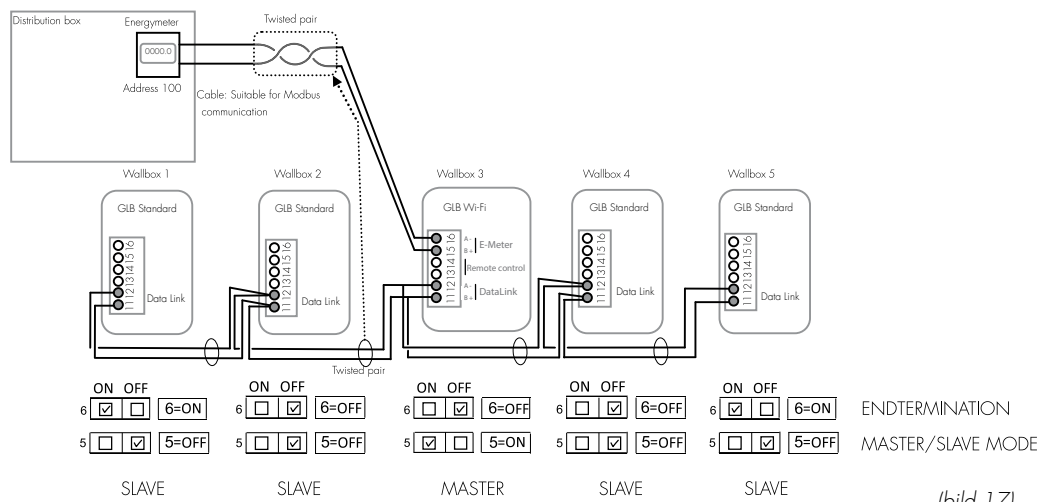 Distribution box
Energymeter
0000.0
Address 100
Twisted pair
Cable: Suitable for Modbus
communication
Wallbox 1
Wallbox 2
Wallbox 3
Wallbox 4
Wallbox 5
GLB Standard
GLB Standard
GLB Wi-Fi
GLB Standard
GLB Standard
11 12 13 14 15 16
Data Link
11 12 13 14 15 16
Data Link
11 12 13 14 15 16
A-
B+
E-Meter
Remote control
A-
B+
DataLink
11 12 13 14 15 16
Data Link
11 12 13 14 15 16
Data Link
Twisted pair
ON OFF
ON OFF
ON OFF
ON OFF
ON OFF
6 6=ON
6 6=OFF
6 6=OFF
6 6=OFF
6 6=ON
ENDTERMINATION
5 5=OFF
5 5=OFF
5 5=ON
5 5=OFF
5 5=OFF
MASTER/SLAVE MODE
SLAVE
SLAVE
MASTER
SLAVE
SLAVE
(bild 17)